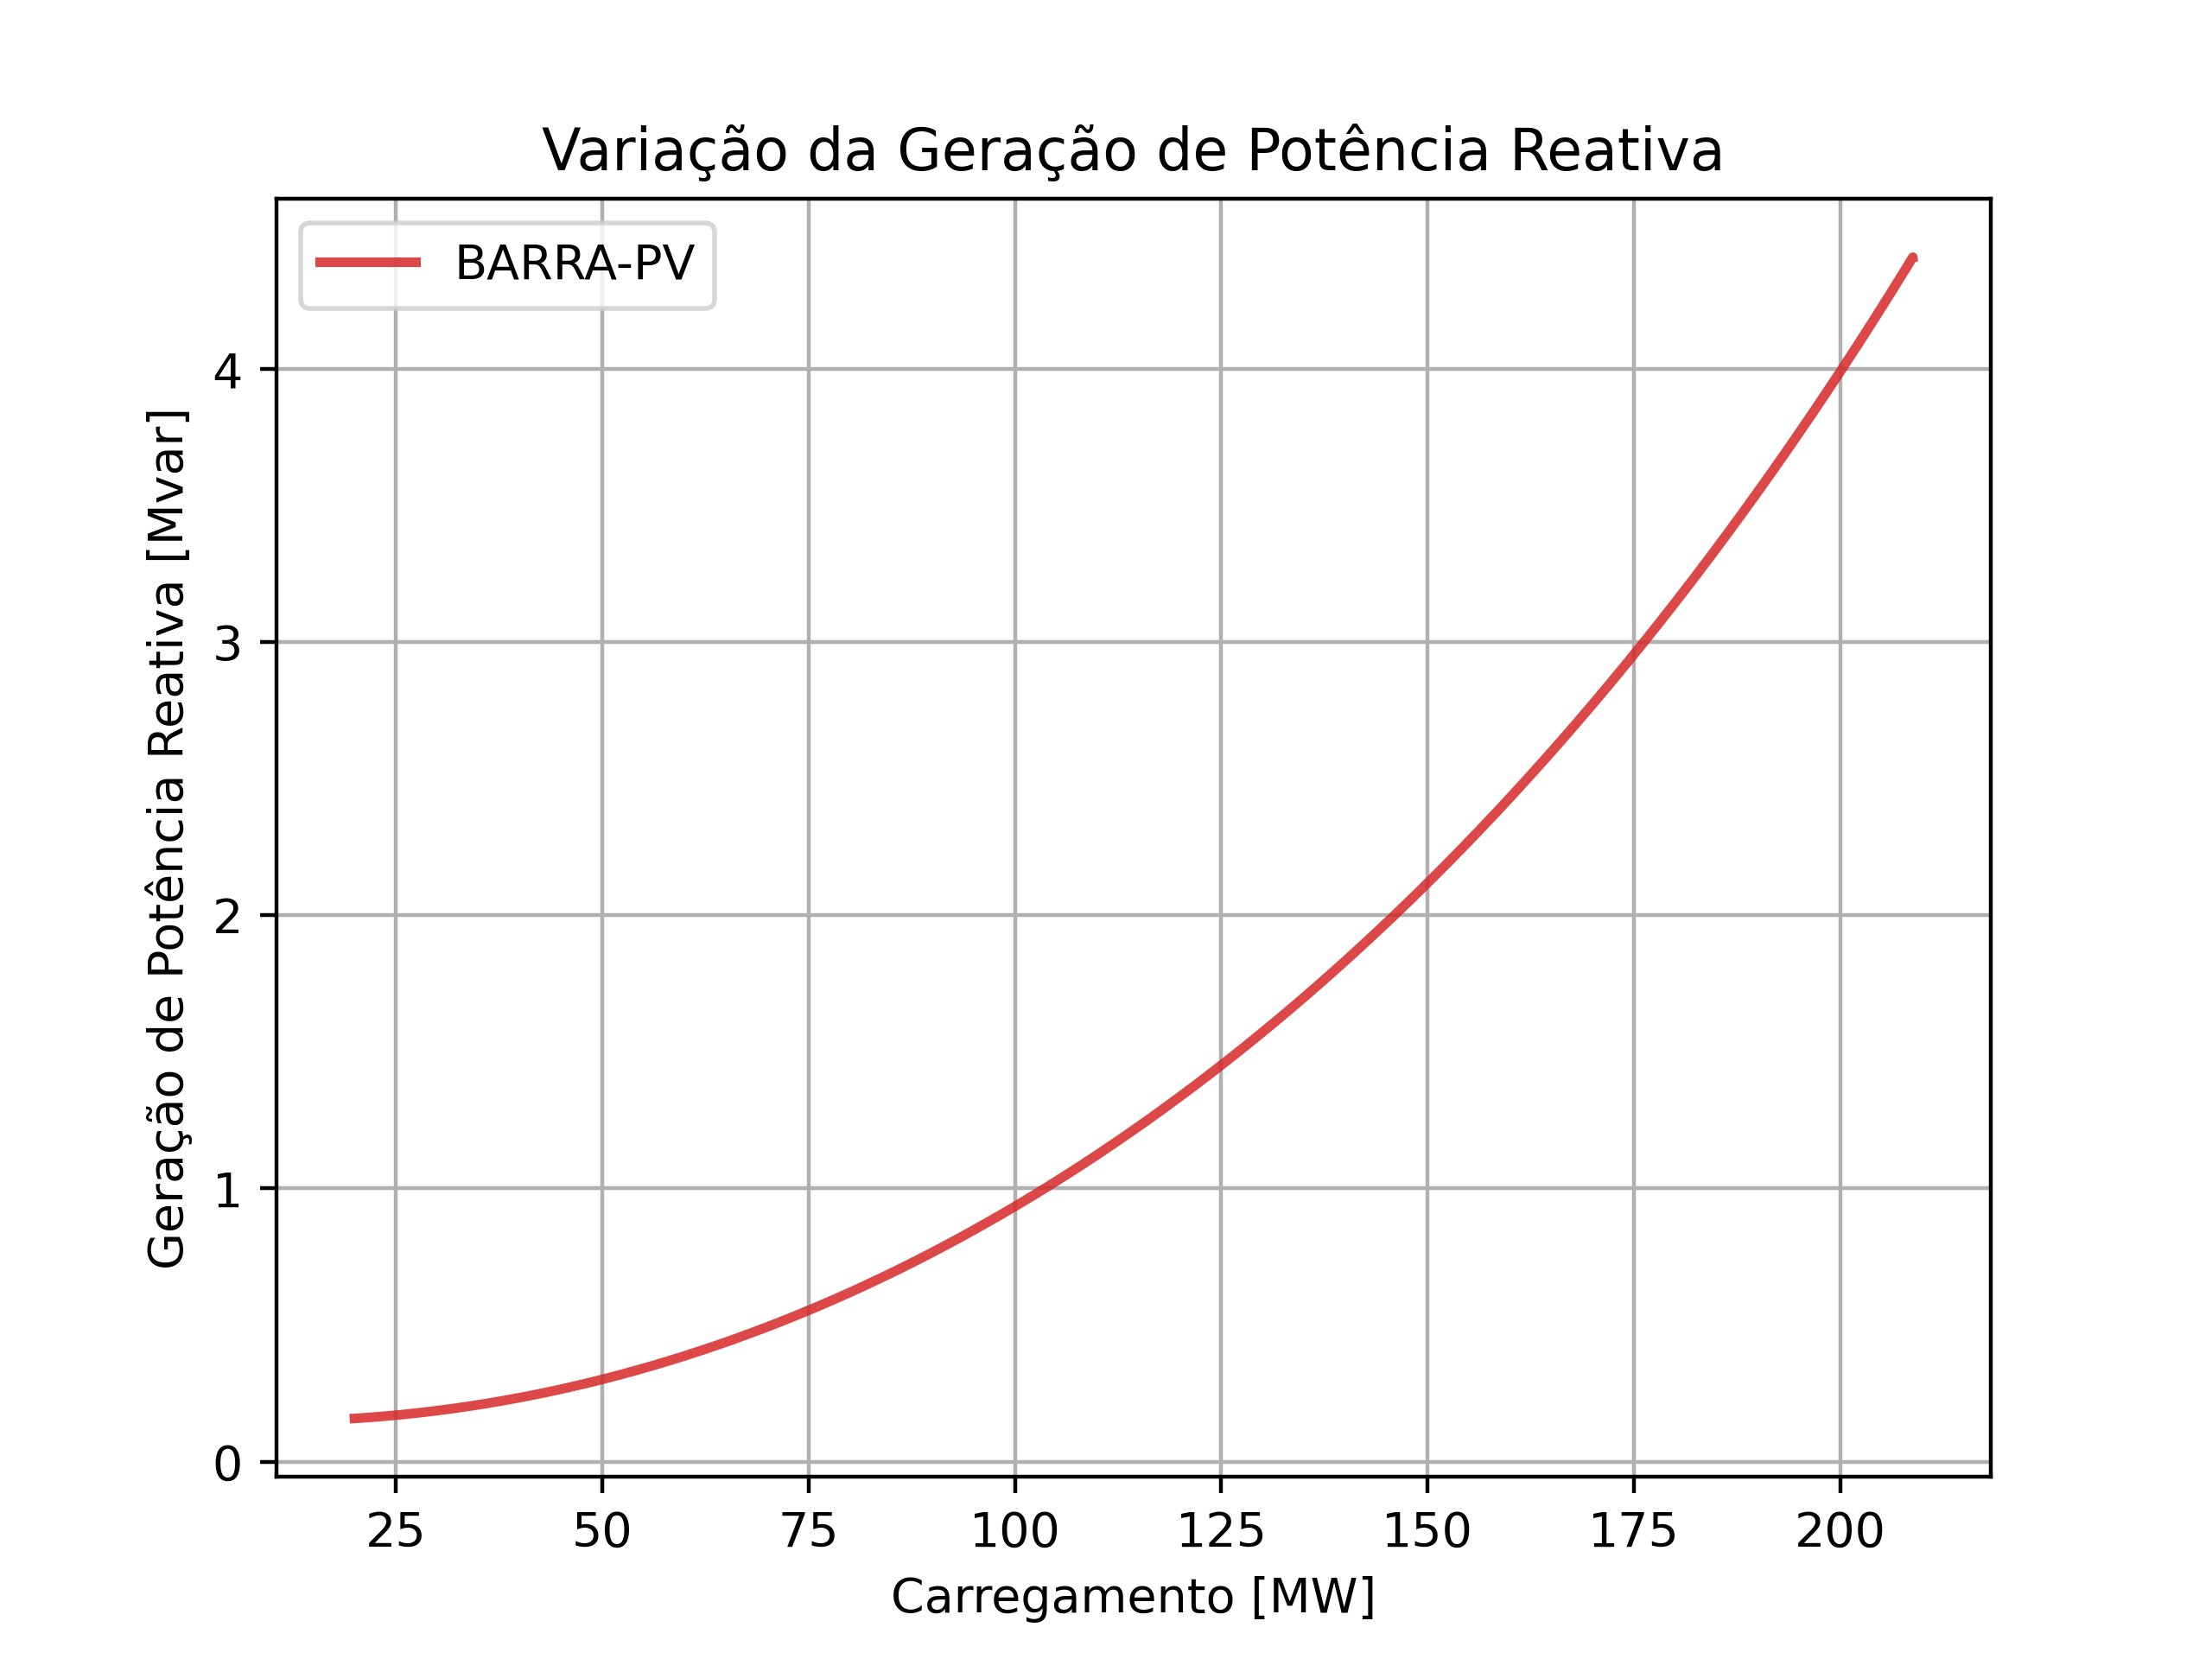 Variação da Geração de Potência Reativa
BARRA-PV
Geração de Potência Reativa [Mvar]
4
3
2
1
0
25 50 75 100 125 150 175 200
Carregamento [MW]